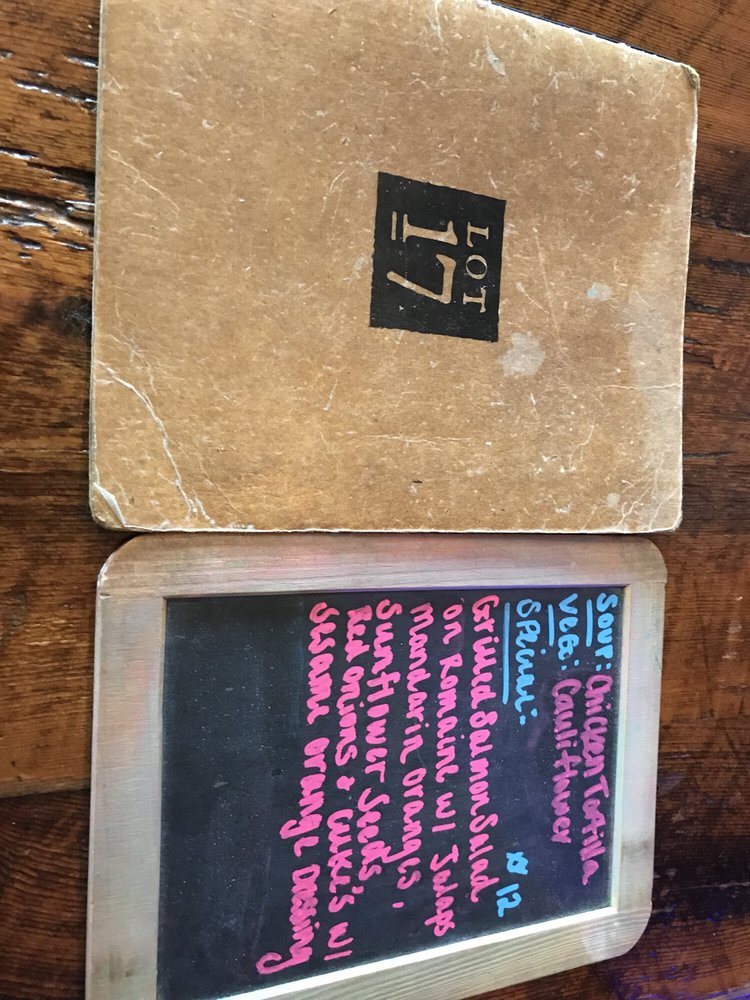 LOT
17
Soup: Chicken Tortilla
Veg: Cauliflower
Special:
$12
Grilled Salmon Salad
on Romaine w/ Jalaps
Mandarin Oranges,
Sunflower Seeds
Red onions & Cukes w/
Sesame Orange Dressing